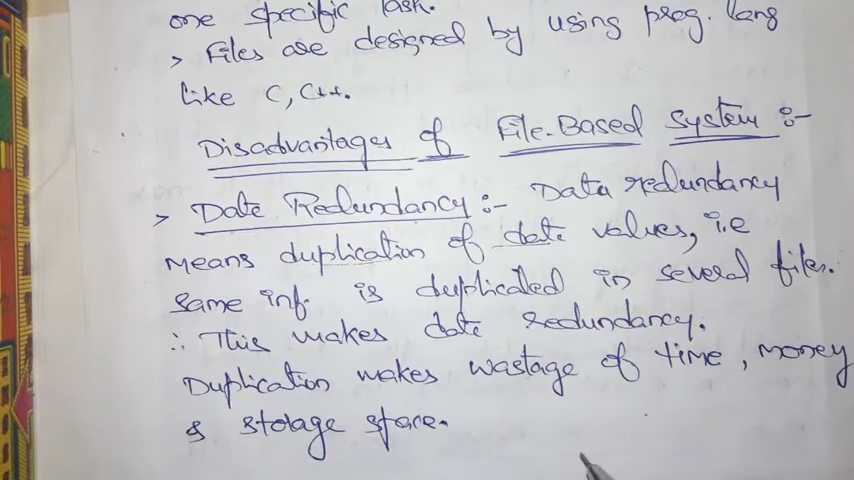 one specific task.
> Files are designed by using prog. lang
like C, C++.
Disadvantages of File-Based System :-
> Data Redundancy :- Data redundancy
means duplication of data values, i.e
same inf. is duplicated in several files.
∴ This makes data redundancy.
Duplication makes wastage of time, money
& storage space.